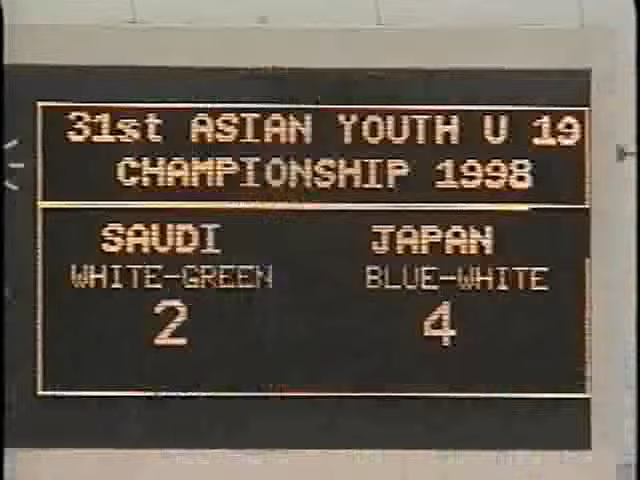 31st ASIAN YOUTH U 19
CHAMPIONSHIP 1998
SAUDI JAPAN
WHITE-GREEN BLUE-WHITE
2 4